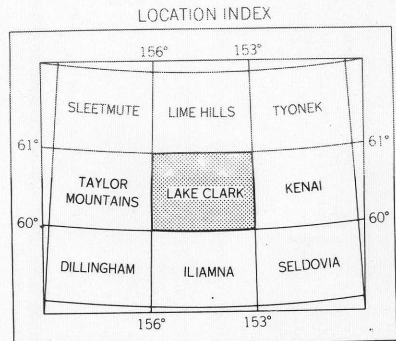 LOCATION INDEX
156° 153°
SLEETMUTE LIME HILLS TYONEK
61° 61°
TAYLOR MOUNTAINS LAKE CLARK KENAI
60° 60°
DILLINGHAM ILIAMNA SELDOVIA
156° 153°